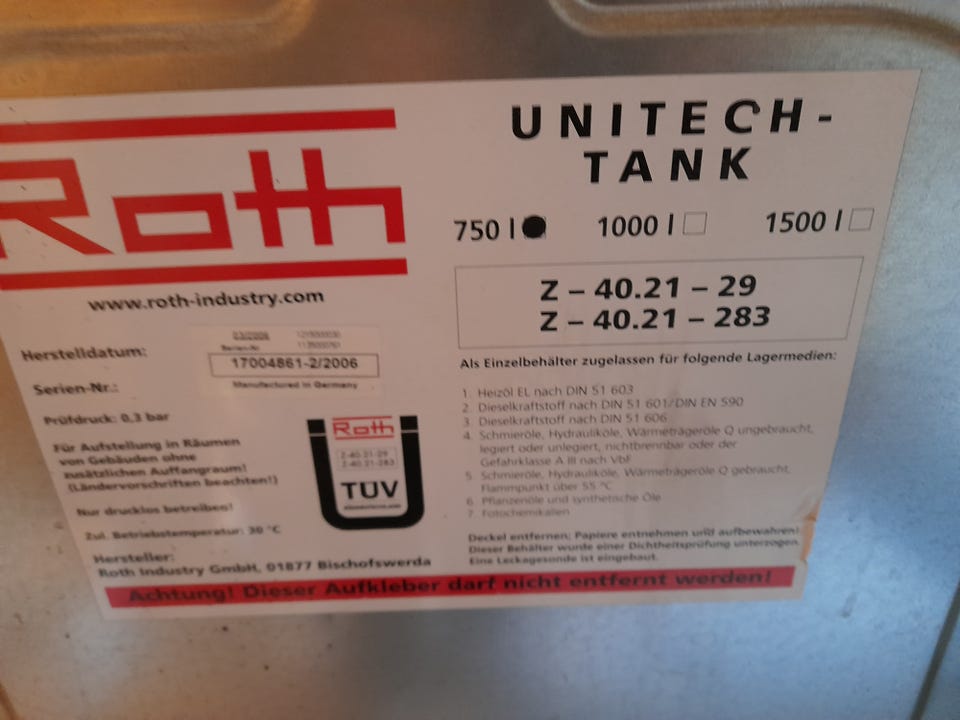 Roth
www.roth-industry.com
Herstelldatum:
03/2006
Serien-Nr.:
17004861-2/2006
Manufactured in Germany
Prüfdruck: 0,3 bar
Für Aufstellung in Räumen
von Gebäuden ohne
zusätzlichen Auffangraum!
(Ländervorschriften beachten!)
Nur drucklos betreiben!
Zul. Betriebstemperatur: 30 °C
Hersteller:
Roth Industry GmbH, 01877 Bischofswerda
Roth
Z-40.21-29
Z-40.21-283
TÜV
UNITECH-
TANK
750 l 1000 l 1500 l
Z – 40.21 – 29
Z – 40.21 – 283
Als Einzelbehälter zugelassen für folgende Lagermedien:
1. Heizöl EL nach DIN 51 603
2. Dieselkraftstoff nach DIN 51 601/DIN EN 590
3. Dieselkraftstoff nach DIN 51 606
4. Schmieröle, Hydrauliköle, Wärmeträgeröle Q ungebraucht,
legiert oder unlegiert, nichtbrennbar oder der
Gefahrklasse A III nach VbF
5. Schmieröle, Hydrauliköle, Wärmeträgeröle Q gebraucht,
Flammpunkt über 55 °C
6. Pflanzenöle und synthetische Öle
7. Fotochemikalien
Deckel entfernen; Papiere entnehmen und aufbewahren!
Dieser Behälter wurde einer Dichtheitsprüfung unterzogen.
Eine Leckagesonde ist eingebaut.
Achtung! Dieser Aufkleber darf nicht entfernt werden!